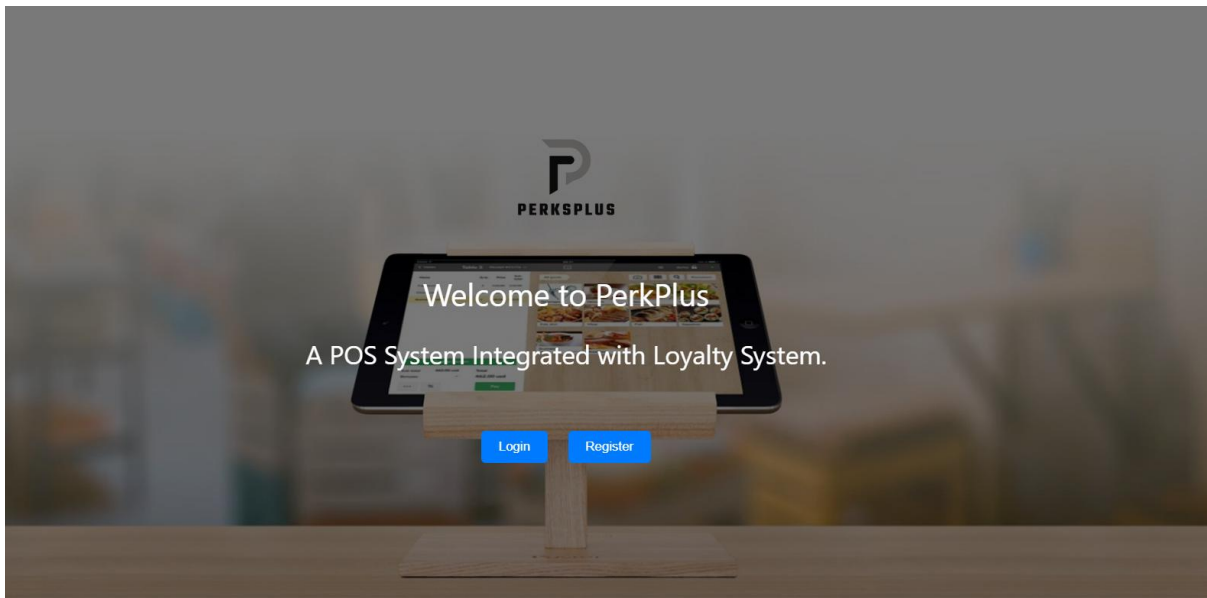 PERKSPLUS
Welcome to PerkPlus
A POS System Integrated with Loyalty System.
Login
Register